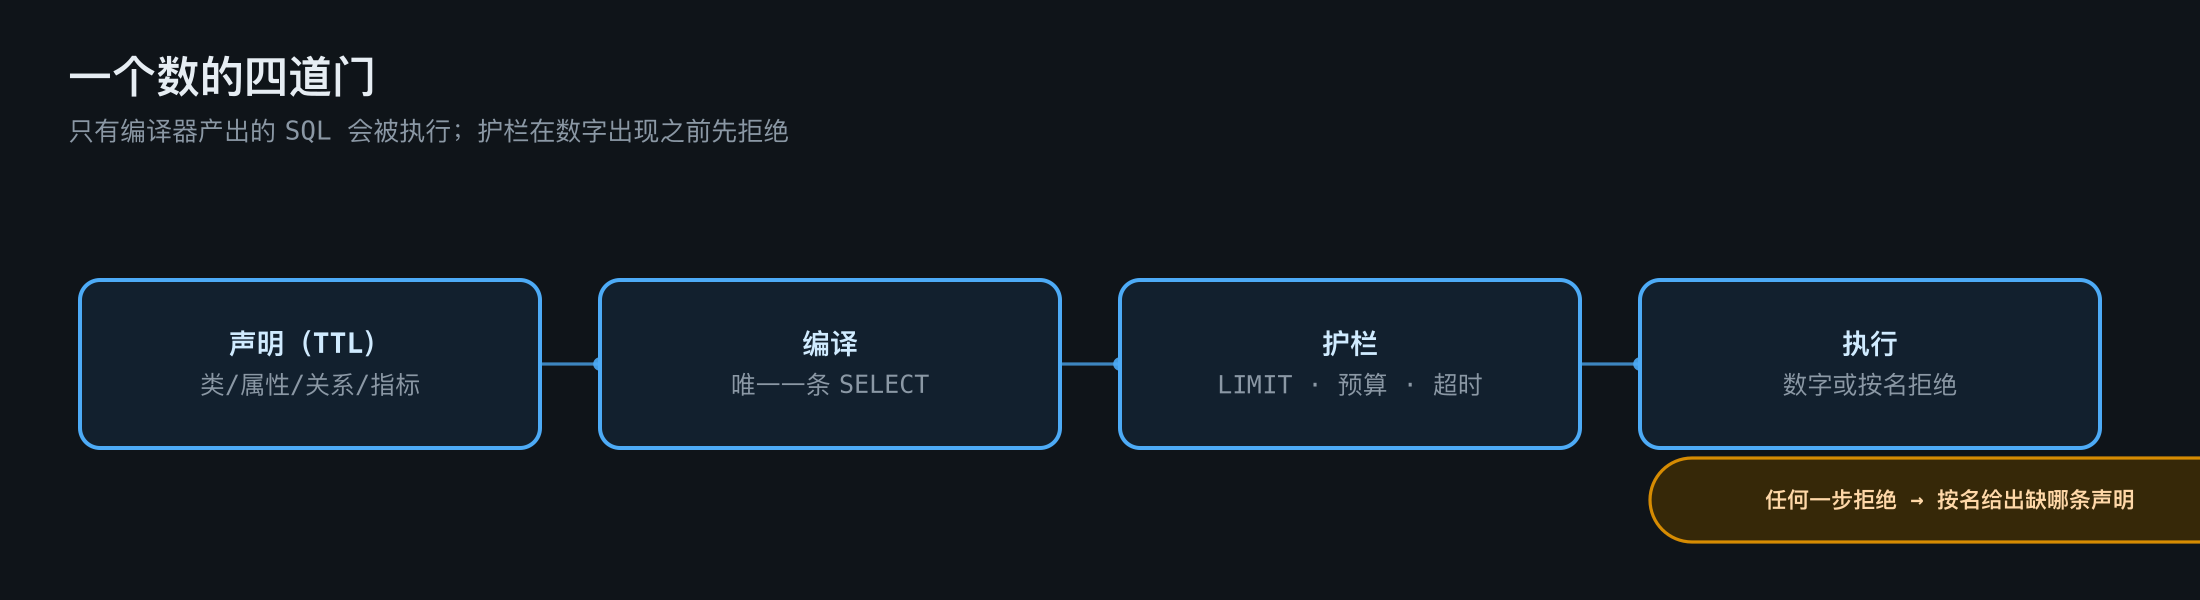 一个数的四道门
只有编译器产出的 SQL 会被执行；护栏在数字出现之前先拒绝
声明（TTL）
类/属性/关系/指标
编译
唯一一条 SELECT
护栏
LIMIT · 预算 · 超时
执行
数字或按名拒绝
任何一步拒绝 → 按名给出缺哪条声明